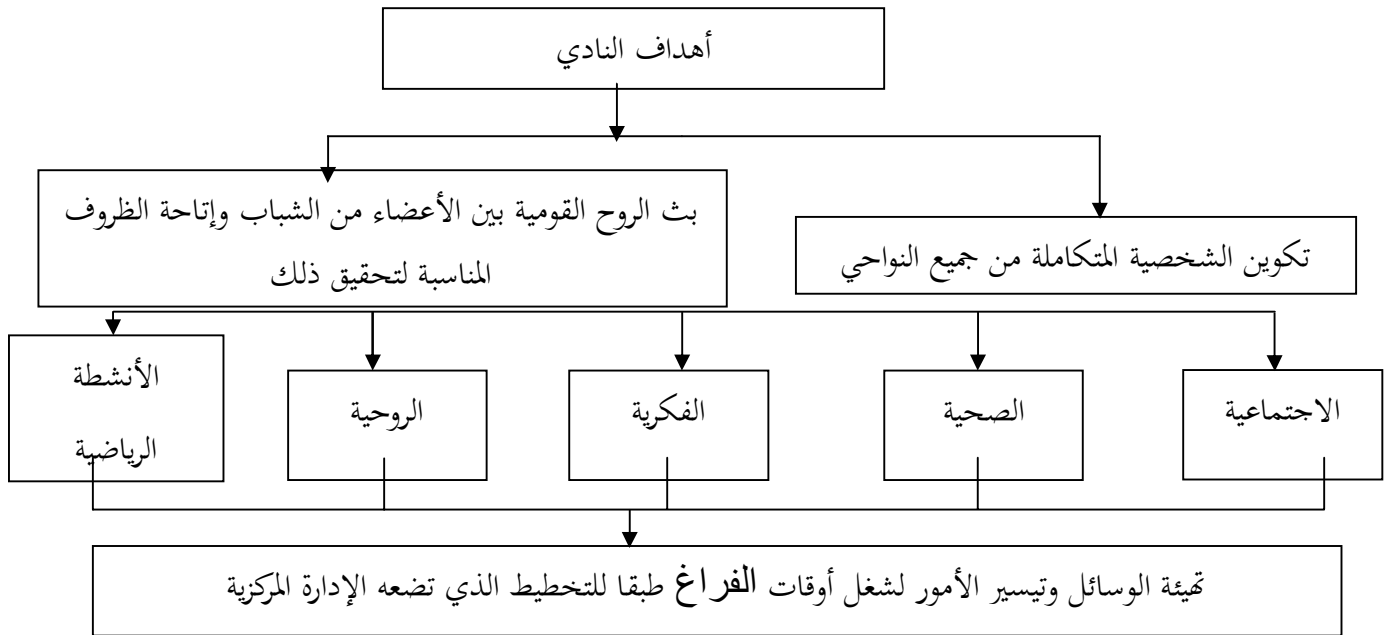 أهداف النادي
تكوين الشخصية المتكاملة من جميع النواحي
بث الروح القومية بين الأعضاء من الشباب وإتاحة الظروف
المناسبة لتحقيق ذلك
الاجتماعية
الصحية
الفكرية
الروحية
الأنشطة
الرياضية
تهيئة الوسائل وتيسير الأمور لشغل أوقات الفراغ طبقا للتخطيط الذي تضعه الإدارة المركزية